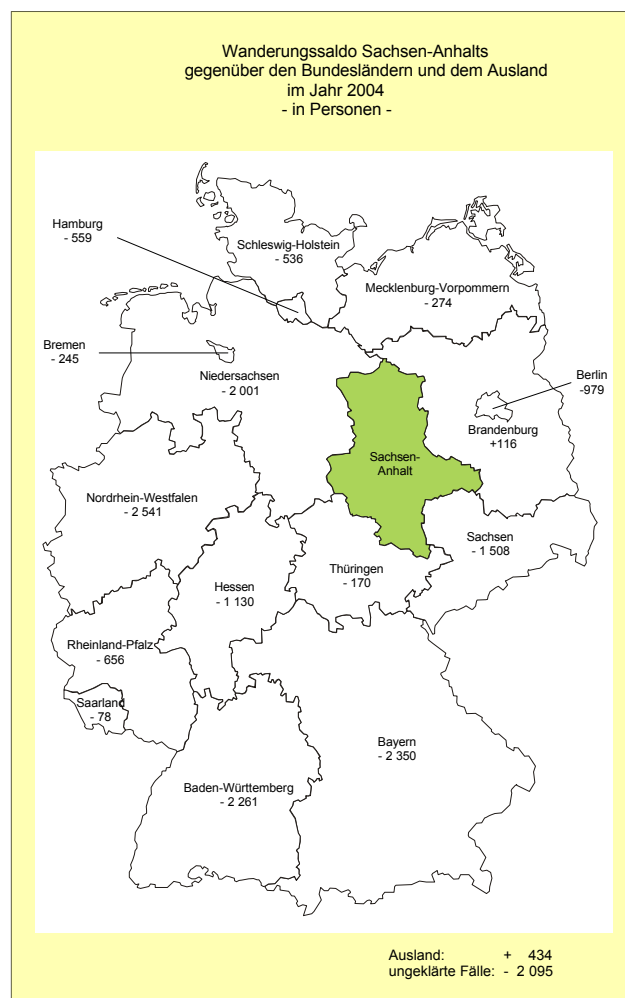 Wanderungssaldo Sachsen-Anhalts
gegenüber den Bundesländern und dem Ausland
im Jahr 2004
- in Personen -
Hamburg
- 559
Schleswig-Holstein
- 536
Mecklenburg-Vorpommern
- 274
Bremen
- 245
Niedersachsen
- 2 001
Berlin
-979
Brandenburg
+116
Sachsen-
Anhalt
Nordrhein-Westfalen
- 2 541
Sachsen
- 1 508
Hessen
- 1 130
Thüringen
- 170
Rheinland-Pfalz
- 656
Saarland
- 78
Bayern
- 2 350
Baden-Württemberg
- 2 261
Ausland: + 434
ungeklärte Fälle: - 2 095